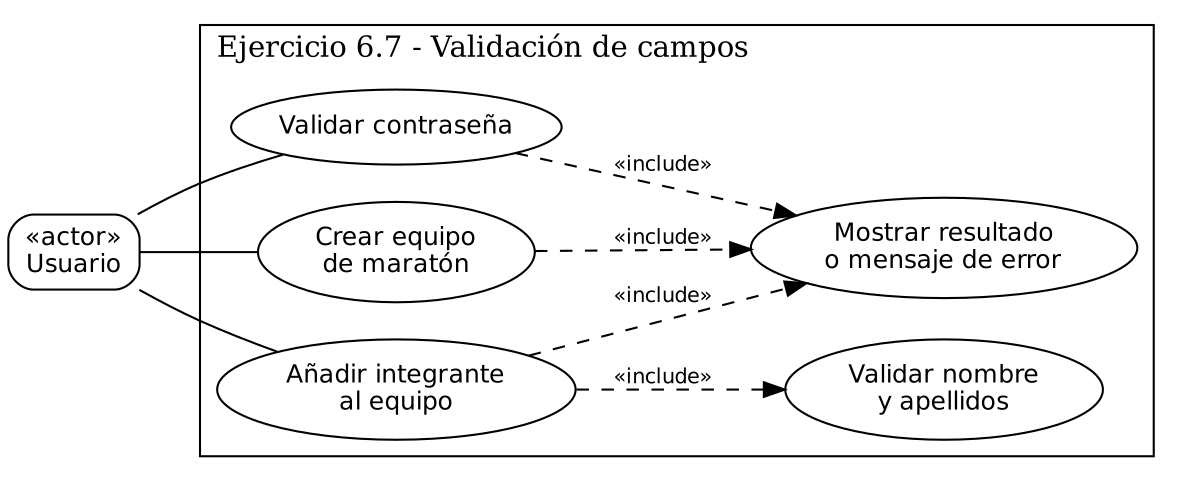 Ejercicio 6.7 - Validación de campos
Validar contraseña
«include»
«actor»
Usuario
Crear equipo
de maratón
«include»
Mostrar resultado
o mensaje de error
«include»
Añadir integrante
al equipo
«include»
Validar nombre
y apellidos